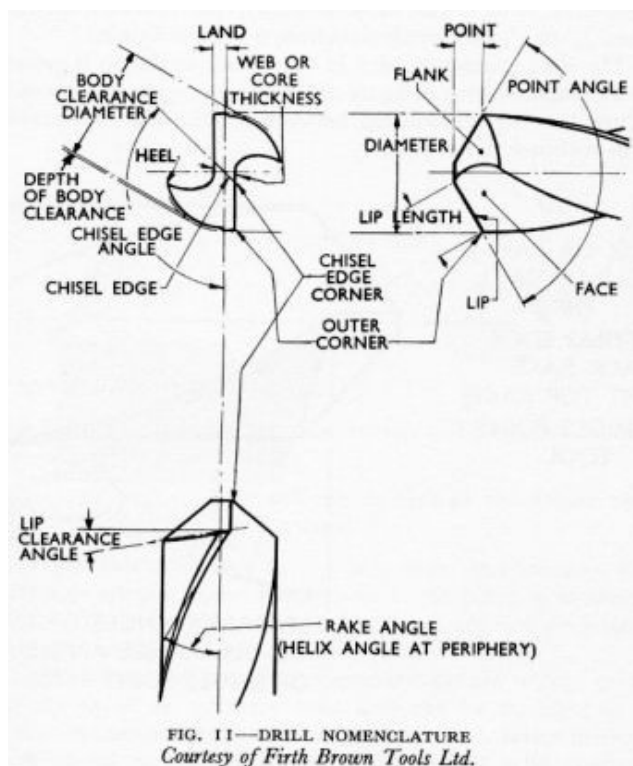 LAND
WEB OR
CORE
THICKNESS
BODY
CLEARANCE
DIAMETER
HEEL
DEPTH
OF BODY
CLEARANCE
CHISEL EDGE
ANGLE
CHISEL EDGE
POINT
FLANK
POINT ANGLE
DIAMETER
LIP LENGTH
CHISEL
EDGE
CORNER
LIP
FACE
OUTER
CORNER
LIP
CLEARANCE
ANGLE
RAKE ANGLE
(HELIX ANGLE AT PERIPHERY)
FIG. 11—DRILL NOMENCLATURE
Courtesy of Firth Brown Tools Ltd.